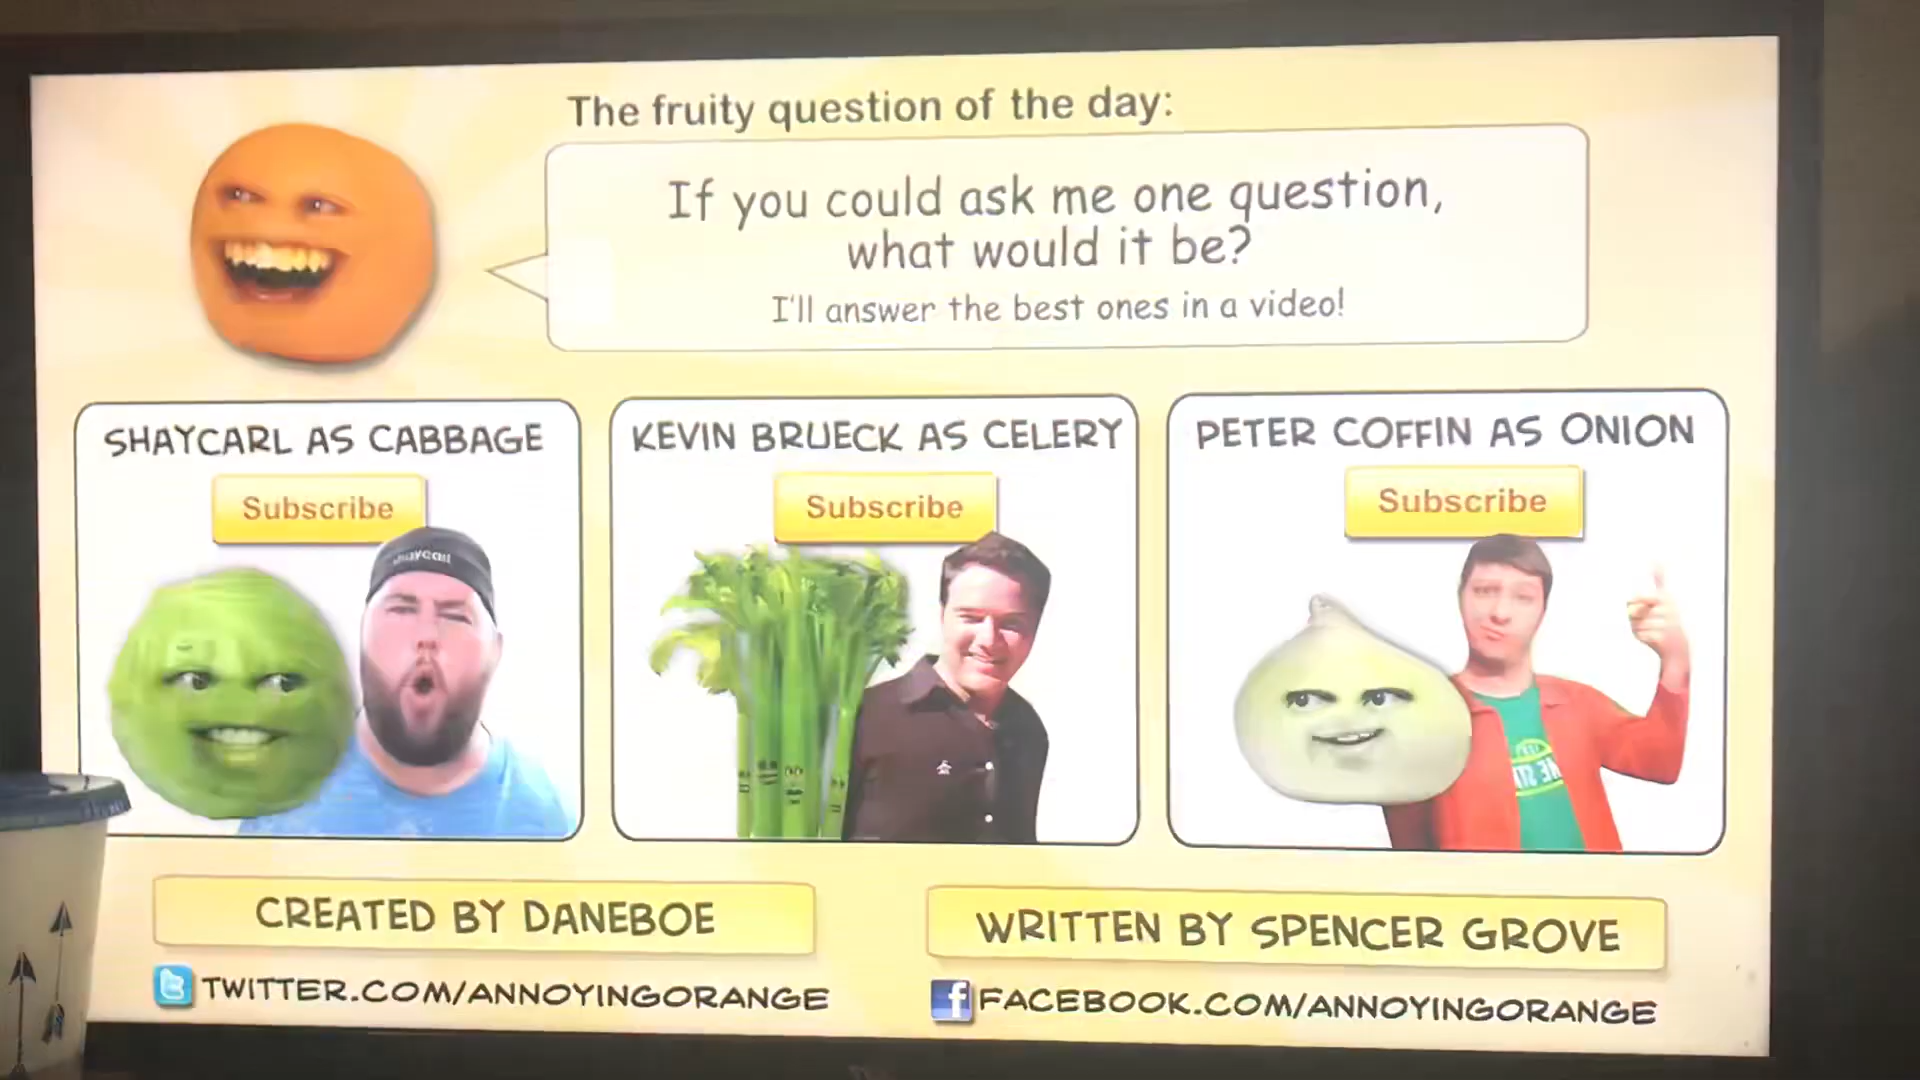 The fruity question of the day:
If you could ask me one question,
what would it be?
I'll answer the best ones in a video!
SHAYCARL AS CABBAGE
Subscribe
KEVIN BRUECK AS CELERY
Subscribe
PETER COFFIN AS ONION
Subscribe
CREATED BY DANEBOE
WRITTEN BY SPENCER GROVE
TWITTER.COM/ANNOYINGORANGE
f FACEBOOK.COM/ANNOYINGORANGE